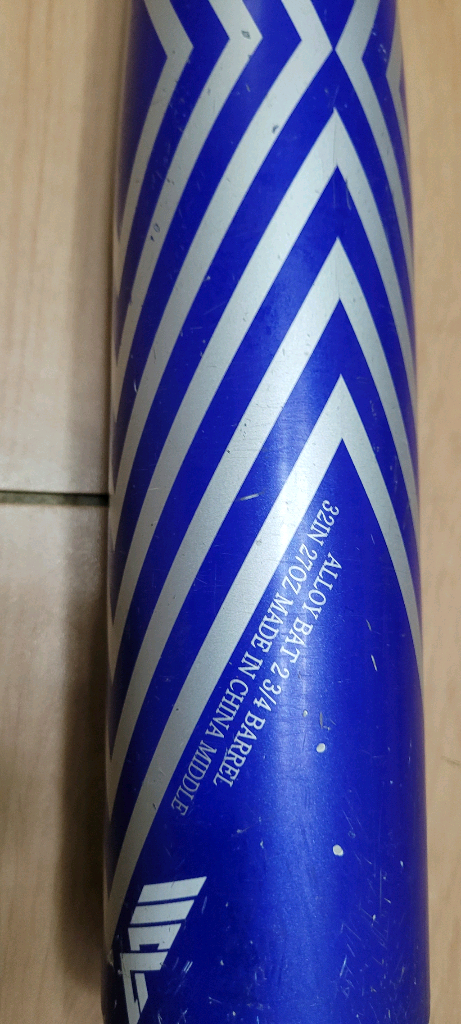 ALLOY BAT 2 3/4 BARREL
32IN 27OZ MADE IN CHINA MIDDLE